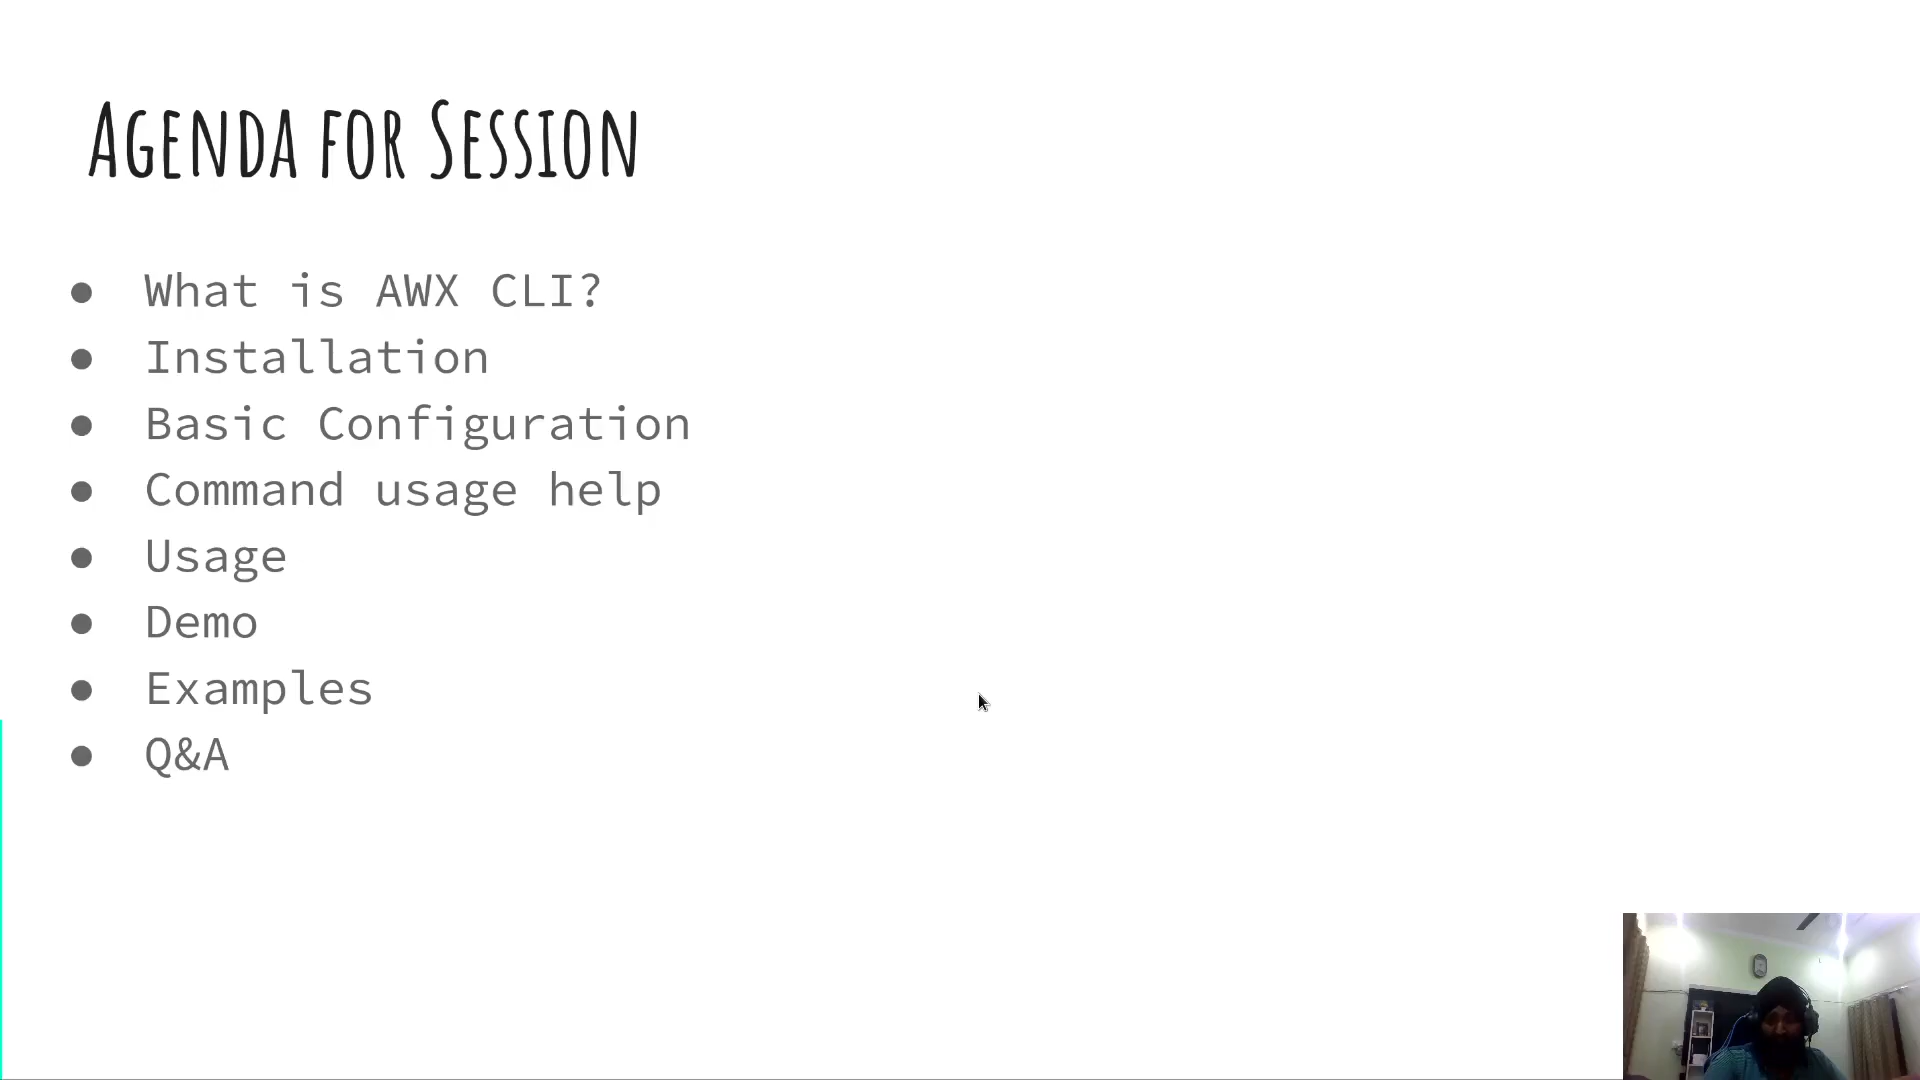 Agenda for Session
What is AWX CLI?
Installation
Basic Configuration
Command usage help
Usage
Demo
Examples
Q&A